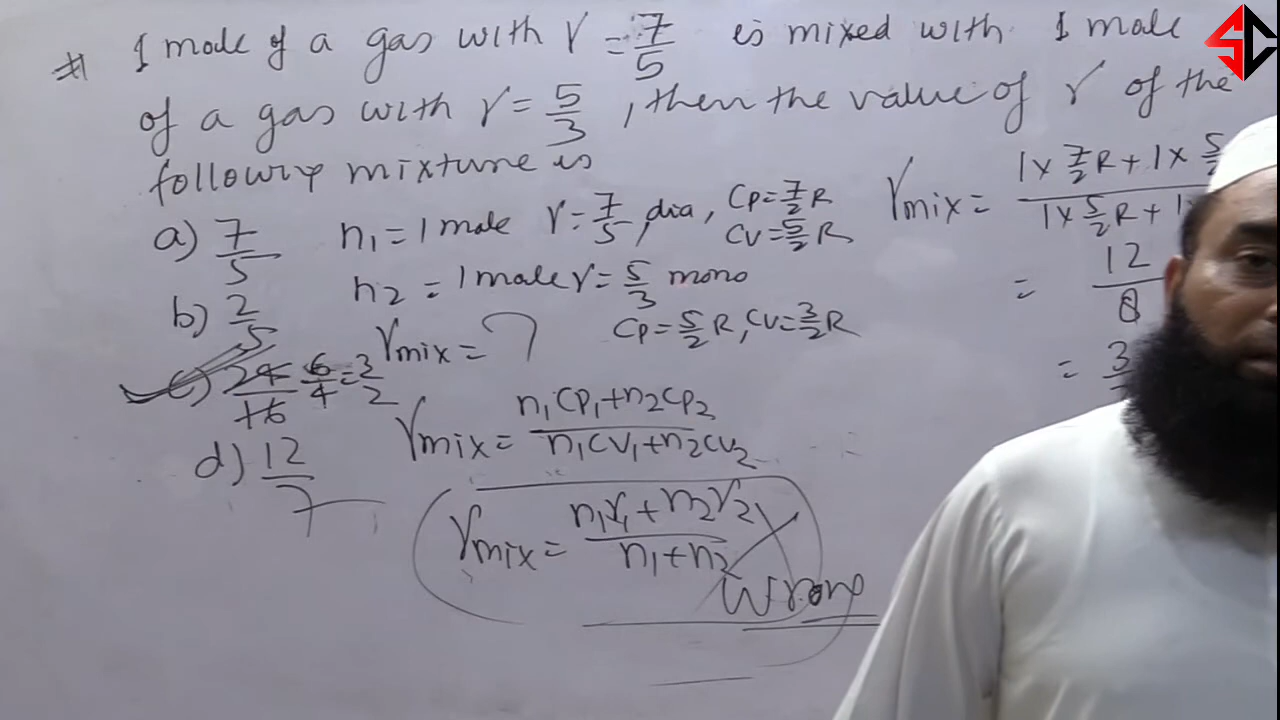 # 1 mole of a gas with γ = 7/5 is mixed with 1 mole
of a gas with γ = 5/3, then the value of γ of the
following mixture is
a) 7/5
b) 2/5
c) 24/16 6/4 = 3/2
d) 12/7
n1 = 1 mole γ = 7/5, dia, Cp = 7/2 R
Cv = 5/2 R
n2 = 1 mole γ = 5/3 mono
Cp = 5/2 R, Cv = 3/2 R
γmix = ?
γmix = n1Cp1 + n2Cp2 / n1Cv1 + n2Cv2
γmix = n1γ1 + n2γ2 / n1 + n2
Wrong
γmix = 1 × 7/2 R + 1 × 5 / 1 × 5/2 R + 1
= 12/8
= 3
SC